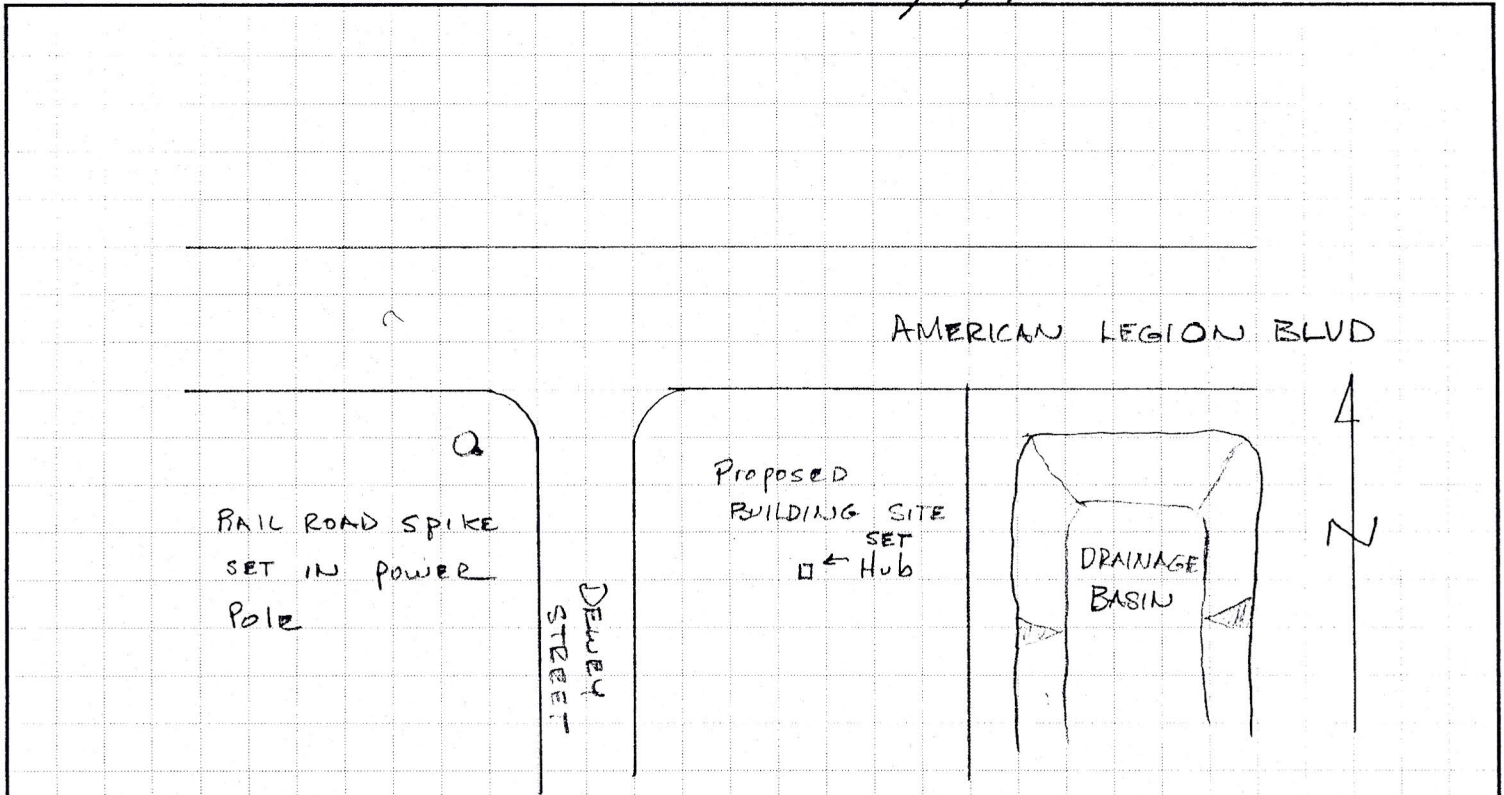 AMERICAN LEGION BLVD
RAIL ROAD SPIKE
SET IN POWER
Pole
DEWEY
STREET
Proposed
BUILDING SITE
SET
Hub
DRAINAGE
BASIN
N